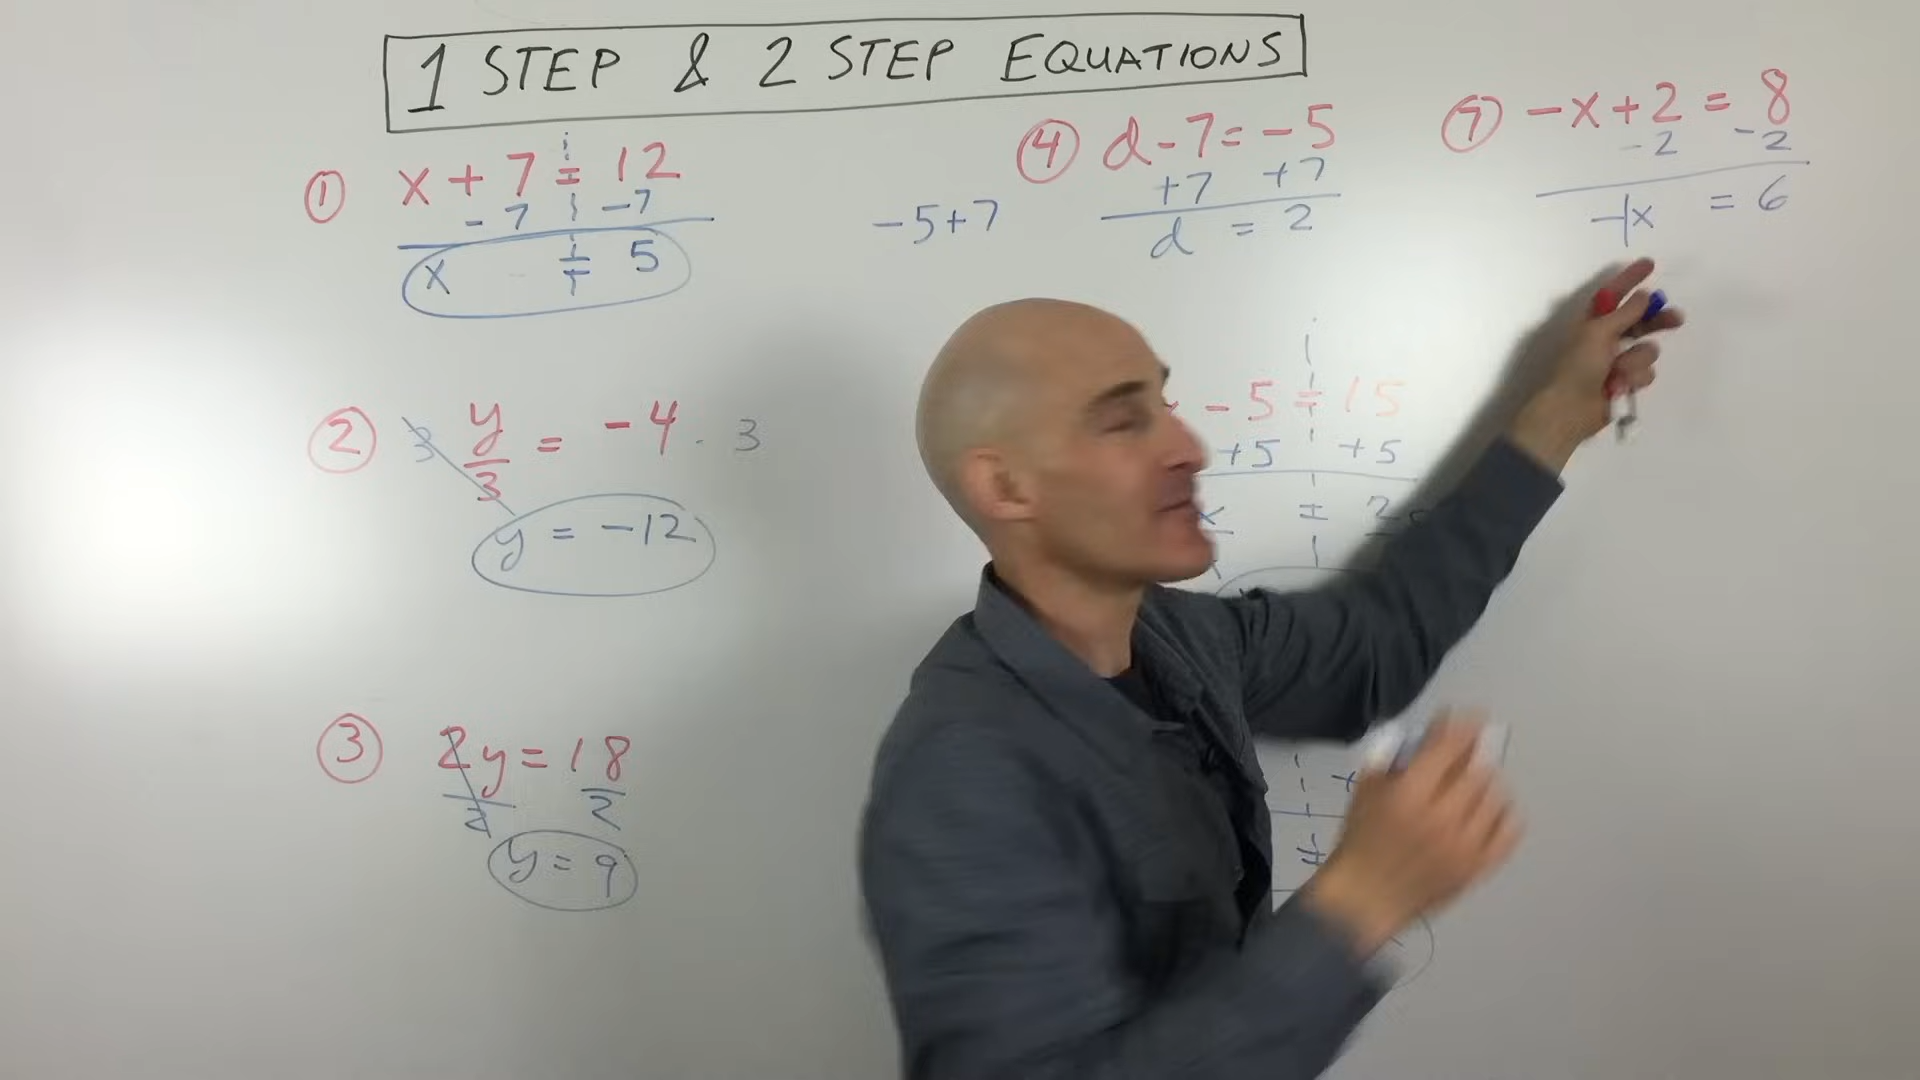 1 STEP & 2 STEP EQUATIONS
① x + 7 = 12
- 7 -7
x = 5
② 3 y/3 = -4 · 3
y = -12
③ 2y = 18
2 2
y = 9
④ d - 7 = -5
+7 +7
-5+7
d = 2
- 5 = 15
+5 +5
x = 2
+
=
⑦ -x + 2 = 8
-2 -2
-1x = 6